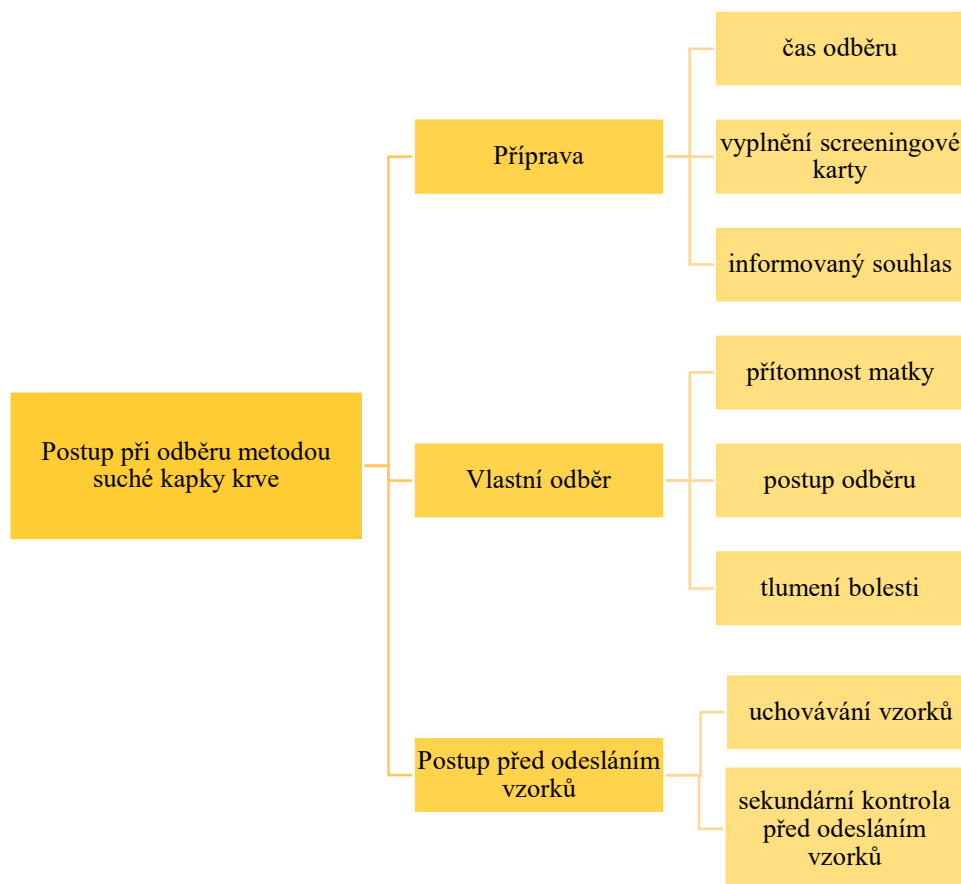 Postup při odběru metodou
suché kapky krve
Příprava
čas odběru
vyplnění screeningové
karty
informovaný souhlas
Vlastní odběr
přítomnost matky
postup odběru
tlumení bolesti
Postup před odesláním
vzorků
uchovávání vzorků
sekundární kontrola
před odesláním
vzorků